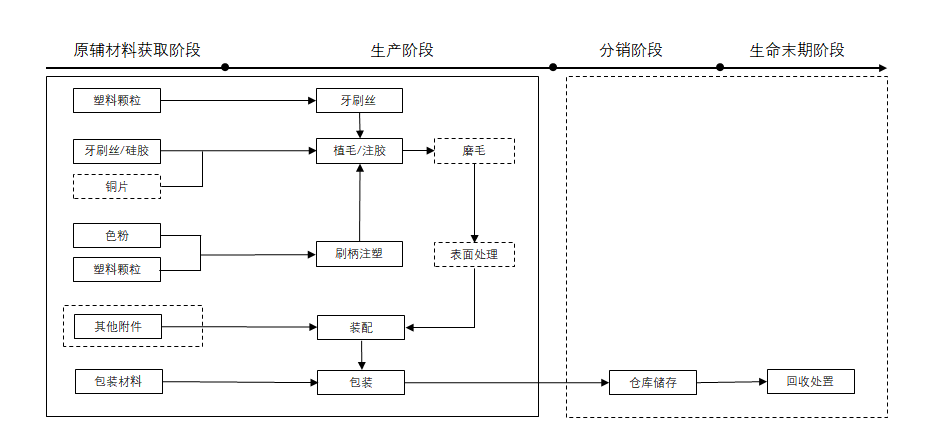 原辅材料获取阶段
生产阶段
分销阶段
生命末期阶段
塑料颗粒
牙刷丝
牙刷丝/硅胶
植毛/注胶
磨毛
铜片
色粉
刷柄注塑
表面处理
塑料颗粒
其他附件
装配
包装材料
包装
仓库储存
回收处置